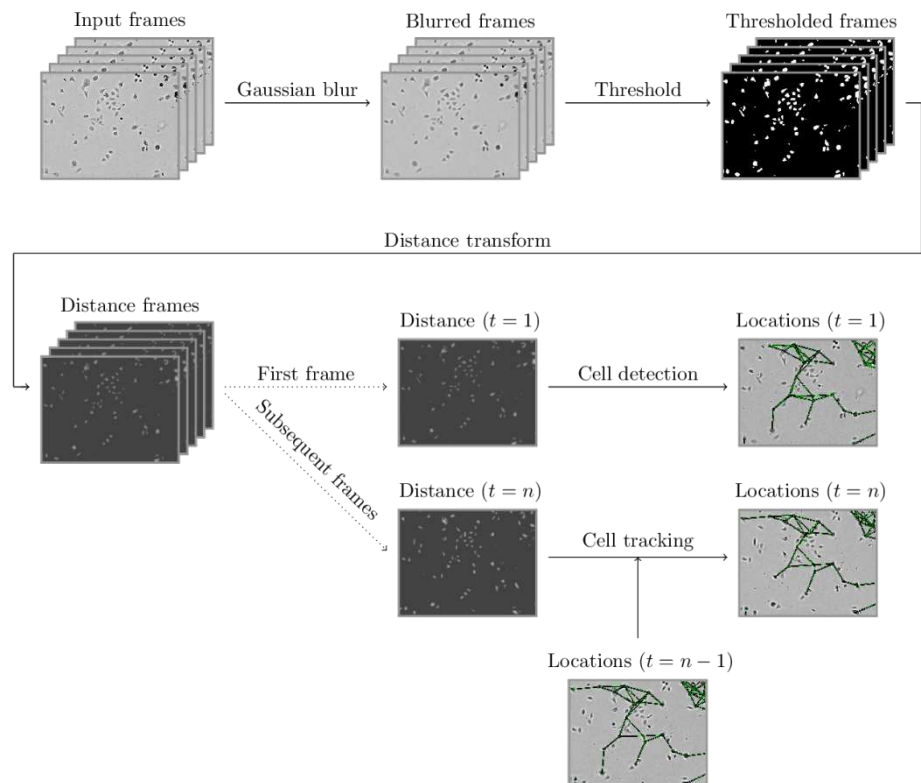 Input frames
Blurred frames
Thresholded frames
Gaussian blur
Threshold
Distance transform
Distance frames
Distance (t = 1)
Locations (t = 1)
First frame
Cell detection
Subsequent frames
Distance (t = n)
Locations (t = n)
Cell tracking
Locations (t = n − 1)